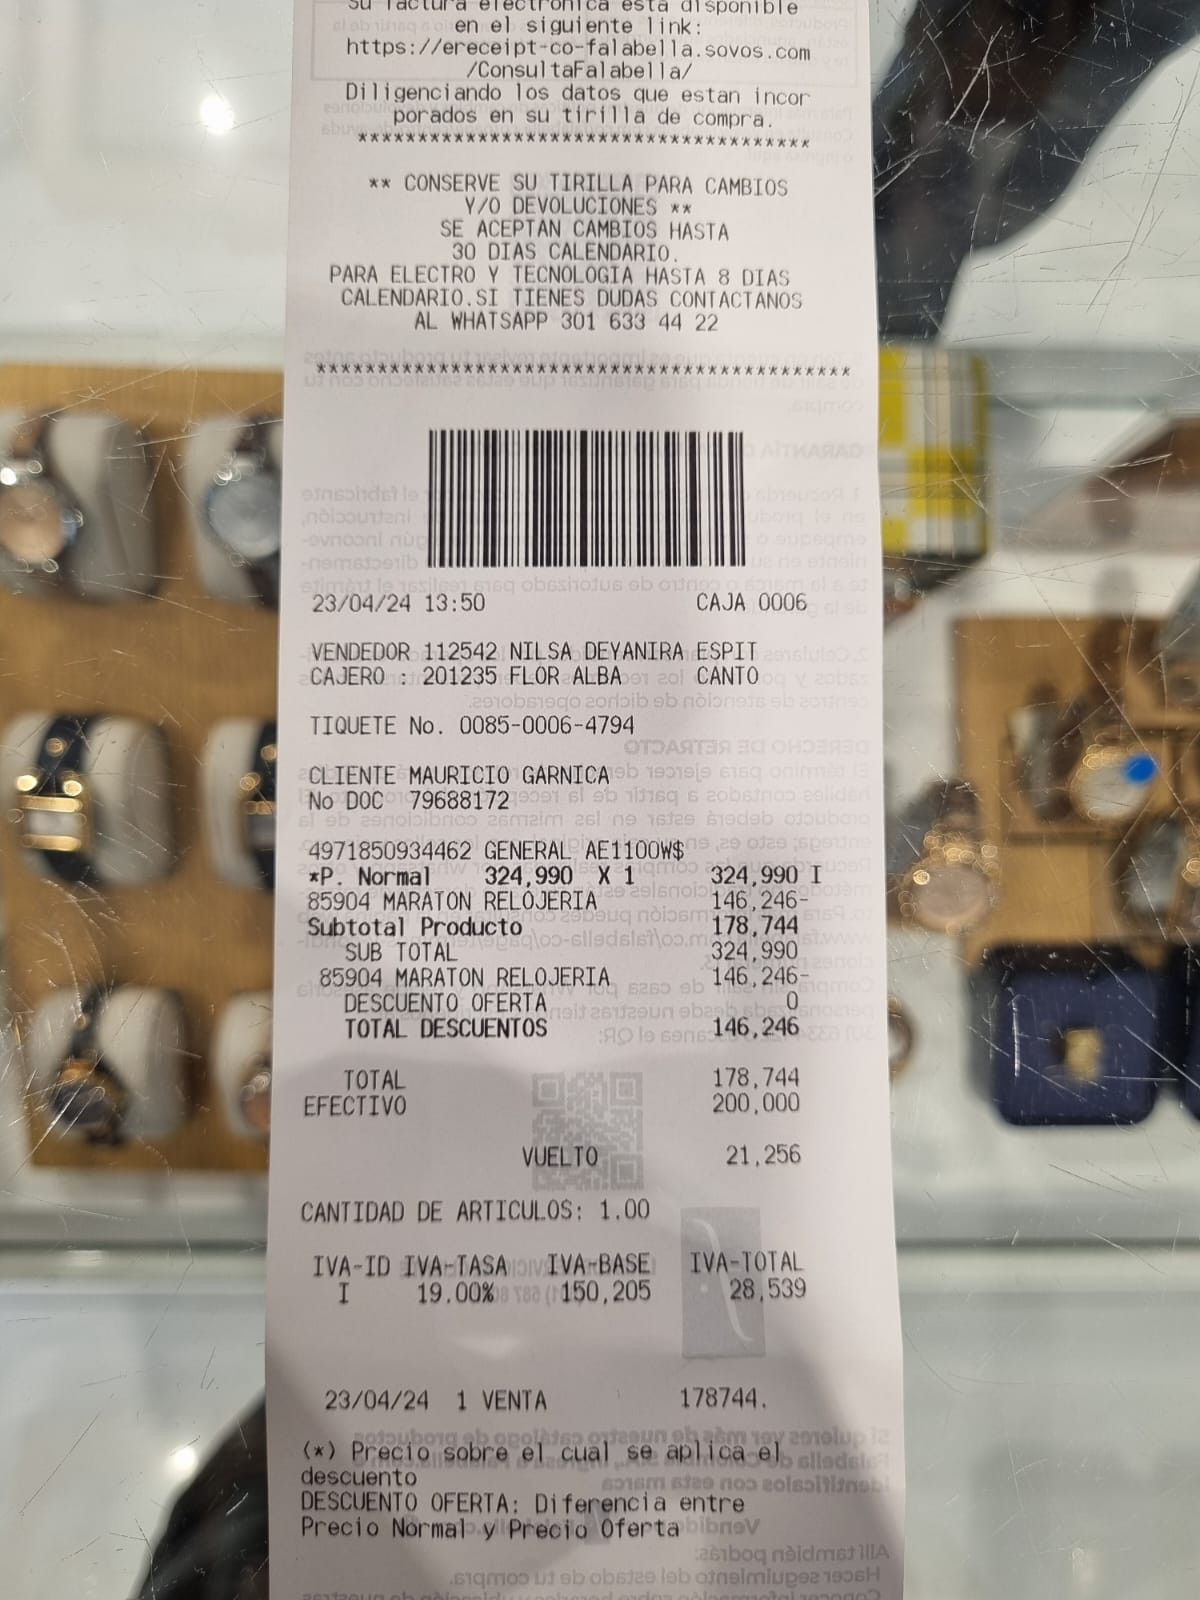 Su factura electronica esta disponible
en el siguiente link:
https://ereceipt-co-falabella.sovos.com
/ConsultaFalabella/
Diligenciando los datos que estan incor
porados en su tirilla de compra.
**************************************
** CONSERVE SU TIRILLA PARA CAMBIOS
Y/O DEVOLUCIONES **
SE ACEPTAN CAMBIOS HASTA
30 DIAS CALENDARIO.
PARA ELECTRO Y TECNOLOGIA HASTA 8 DIAS
CALENDARIO.SI TIENES DUDAS CONTACTANOS
AL WHATSAPP 301 633 44 22
********************************************
23/04/24 13:50 CAJA 0006
VENDEDOR 112542 NILSA DEYANIRA ESPIT
CAJERO : 201235 FLOR ALBA CANTO
TIQUETE No. 0085-0006-4794
CLIENTE MAURICIO GARNICA
No DOC 79688172
4971850934462 GENERAL AE1100W$
*P. Normal 324,990 X 1 324,990 I
85904 MARATON RELOJERIA 146,246-
Subtotal Producto 178,744
SUB TOTAL 324,990
85904 MARATON RELOJERIA 146,246-
DESCUENTO OFERTA 0
TOTAL DESCUENTOS 146,246
TOTAL 178,744
EFECTIVO 200,000
VUELTO 21,256
CANTIDAD DE ARTICULOS: 1.00
IVA-ID IVA-TASA IVA-BASE IVA-TOTAL
I 19.00% 150,205 28,539
23/04/24 1 VENTA 178744.
(*) Precio sobre el cual se aplica el
descuento
DESCUENTO OFERTA: Diferencia entre
Precio Normal y Precio Oferta